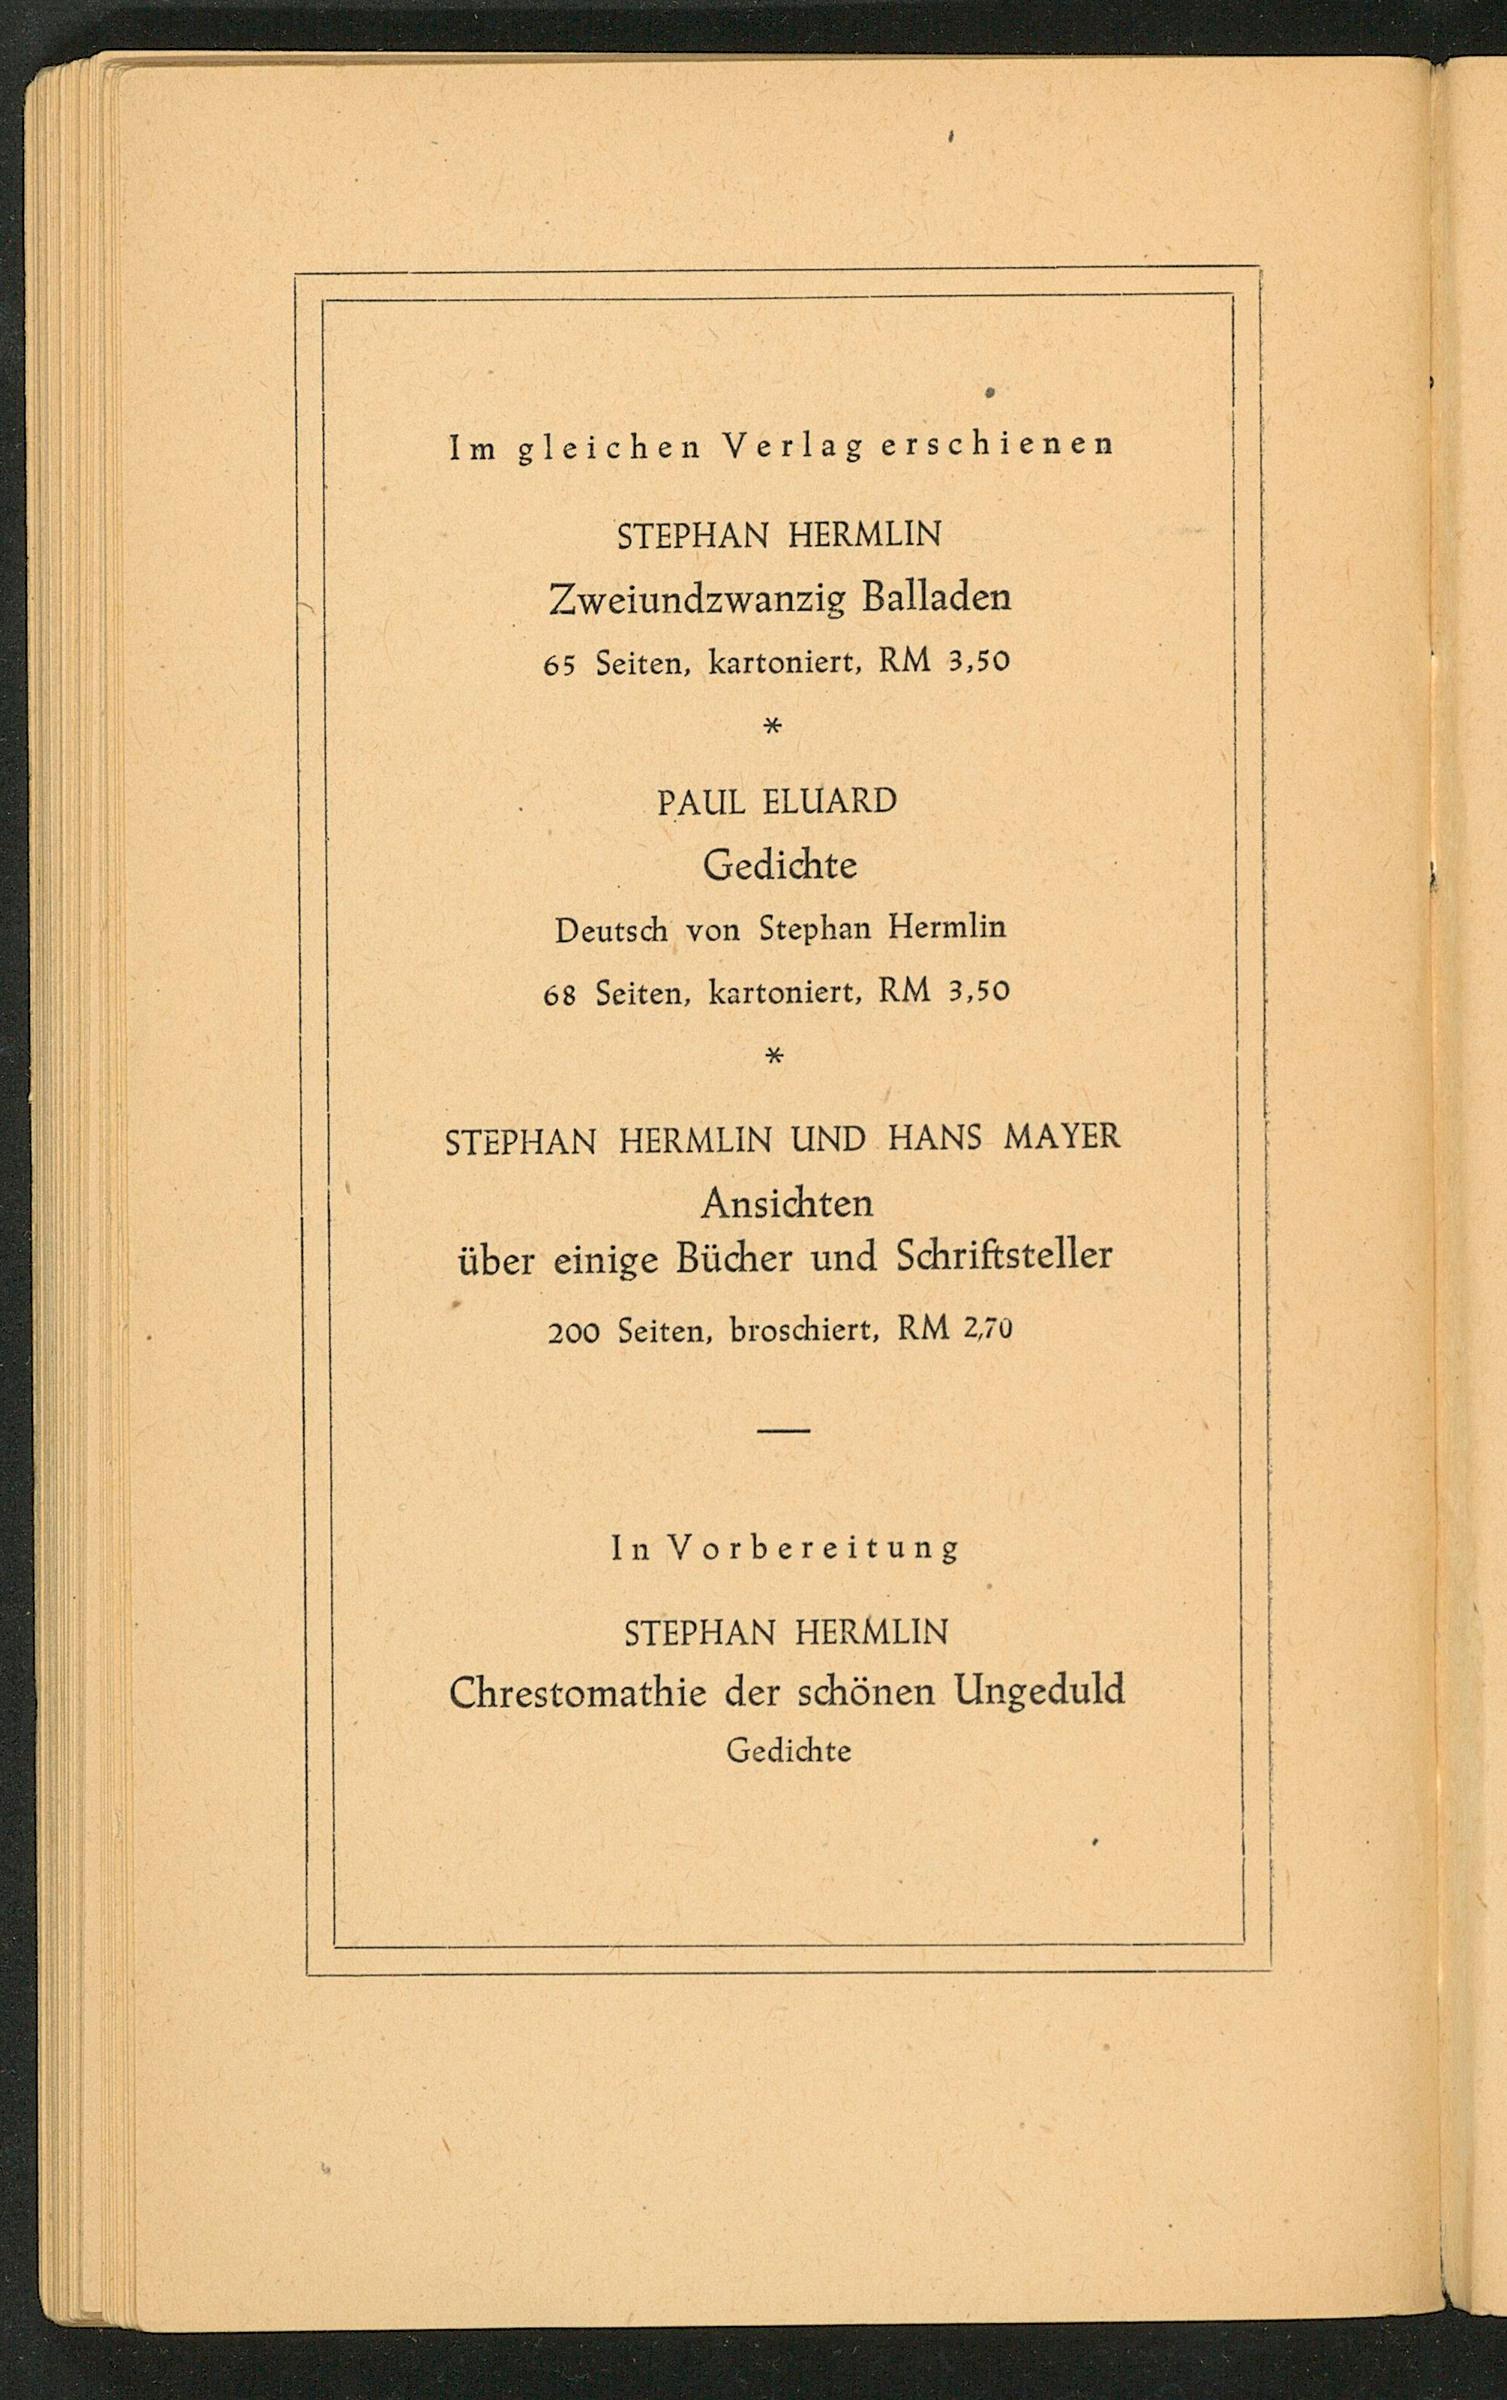 Im gleichen Verlag erschienen
STEPHAN HERMLIN
Zweiundzwanzig Balladen
65 Seiten, kartoniert, RM 3,50
*
PAUL ELUARD
Gedichte
Deutsch von Stephan Hermlin
68 Seiten, kartoniert, RM 3,50
*
STEPHAN HERMLIN UND HANS MAYER
Ansichten
über einige Bücher und Schriftsteller
200 Seiten, broschiert, RM 2,70
—
In Vorbereitung
STEPHAN HERMLIN
Chrestomathie der schönen Ungeduld
Gedichte